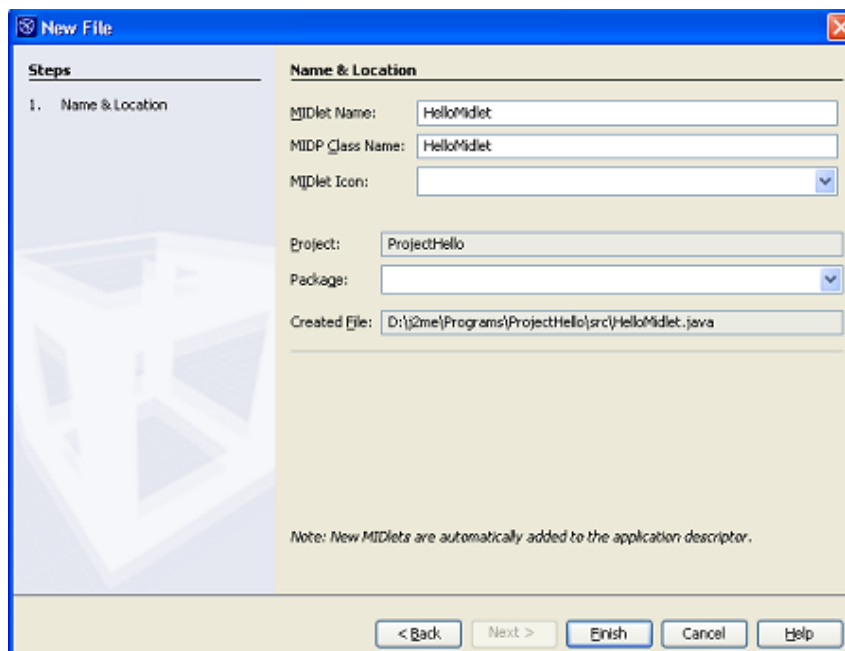 New File
Steps
1. Name & Location
Name & Location
MIDlet Name: HelloMidlet
MIDP Class Name: HelloMidlet
MIDlet Icon:
Project: ProjectHello
Package:
Created File: D:\j2me\Programs\ProjectHello\src\HelloMidlet.java
Note: New MIDlets are automatically added to the application descriptor.
< Back Next > Finish Cancel Help